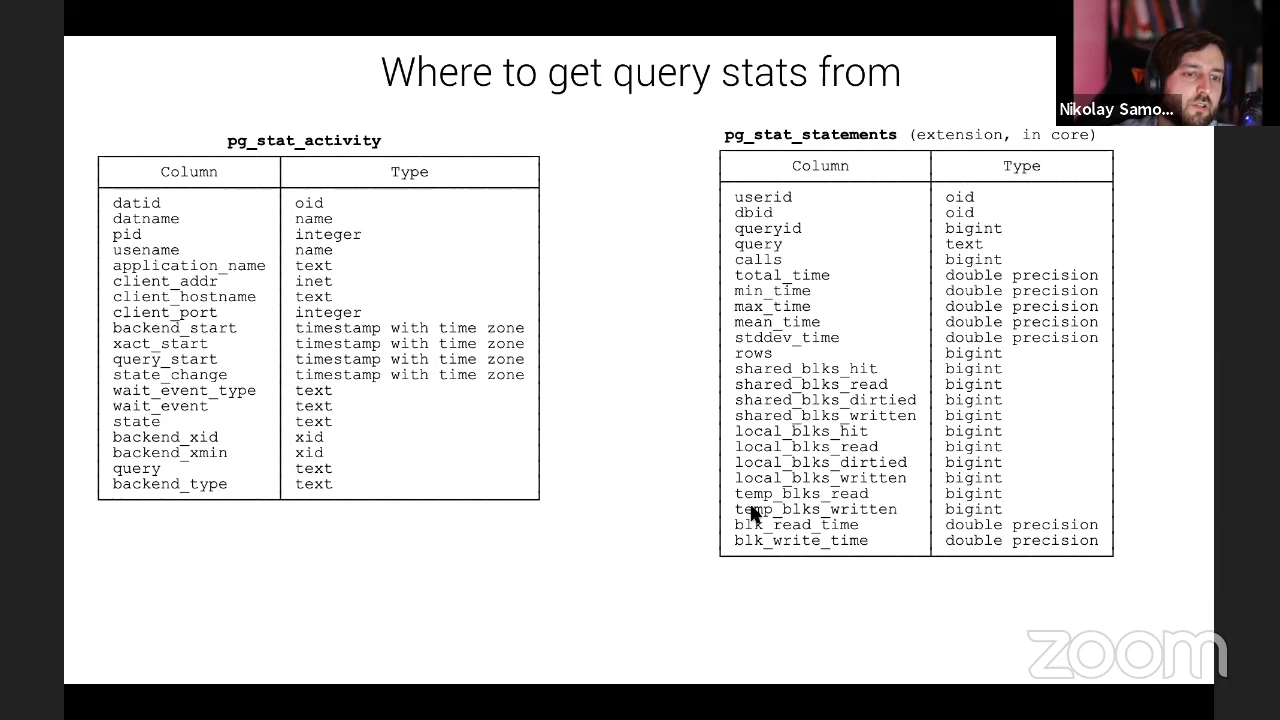 Where to get query stats from
Nikolay Samo...
pg_stat_activity
Column Type
datid oid
datname name
pid integer
usename name
application_name text
client_addr inet
client_hostname text
client_port integer
backend_start timestamp with time zone
xact_start timestamp with time zone
query_start timestamp with time zone
state_change timestamp with time zone
wait_event_type text
wait_event text
state text
backend_xid xid
backend_xmin xid
query text
backend_type text
pg_stat_statements (extension, in core)
Column Type
userid oid
dbid oid
queryid bigint
query text
calls bigint
total_time double precision
min_time double precision
max_time double precision
mean_time double precision
stddev_time double precision
rows bigint
shared_blks_hit bigint
shared_blks_read bigint
shared_blks_dirtied bigint
shared_blks_written bigint
local_blks_hit bigint
local_blks_read bigint
local_blks_dirtied bigint
local_blks_written bigint
temp_blks_read bigint
temp_blks_written bigint
blk_read_time double precision
blk_write_time double precision
zoom